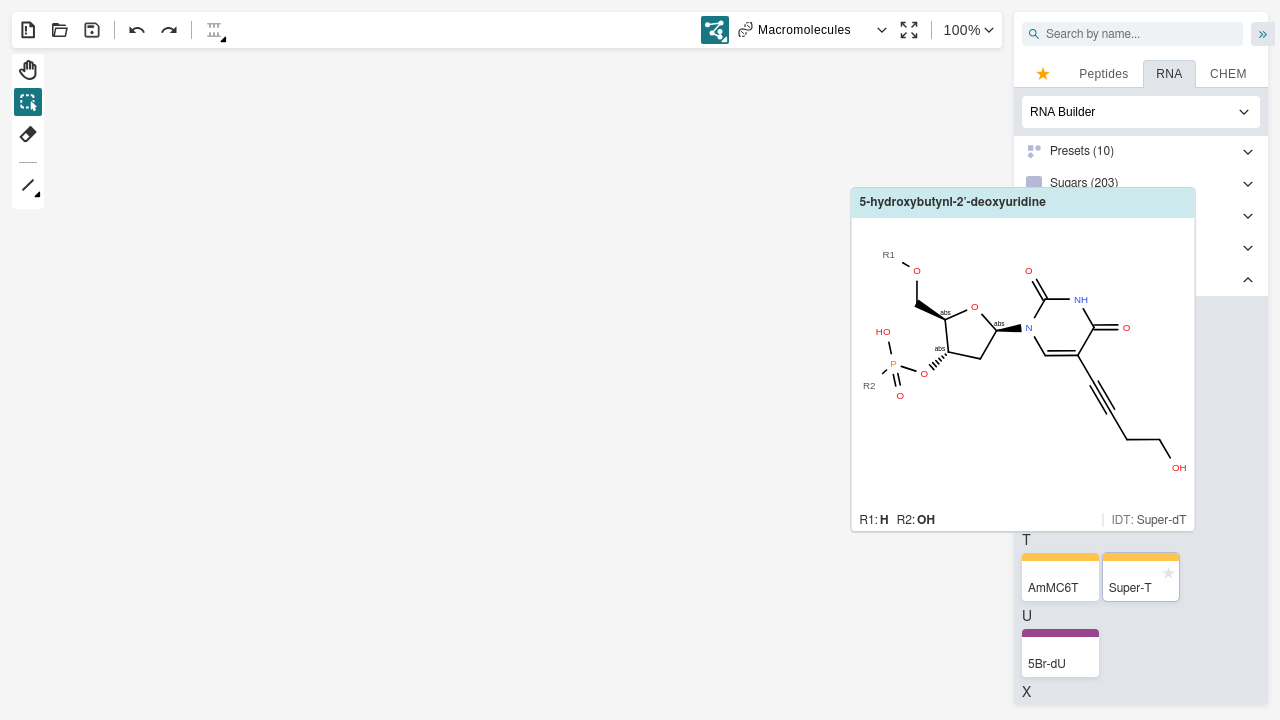 Macromolecules
100%
Search by name...
Peptides
RNA
CHEM
RNA Builder
Presets (10)
Sugars (203)
5-hydroxybutynl-2'-deoxyuridine
R1
O
O
HO
P
R2
O
O
abs
abs
abs
O
N
NH
O
OH
R1: H R2: OH
IDT: Super-dT
T
AmMC6T
Super-T
U
5Br-dU
X